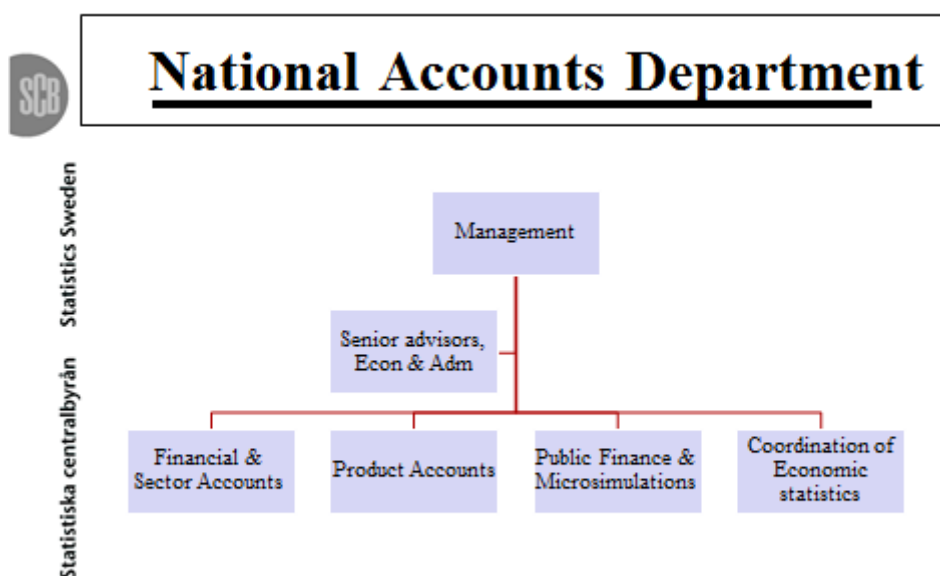 National Accounts Department
SCB
Statistics Sweden
Statistiska centralbyrån
Management
Senior advisors,
Econ & Adm
Financial &
Sector Accounts
Product Accounts
Public Finance &
Microsimulations
Coordination of
Economic
statistics